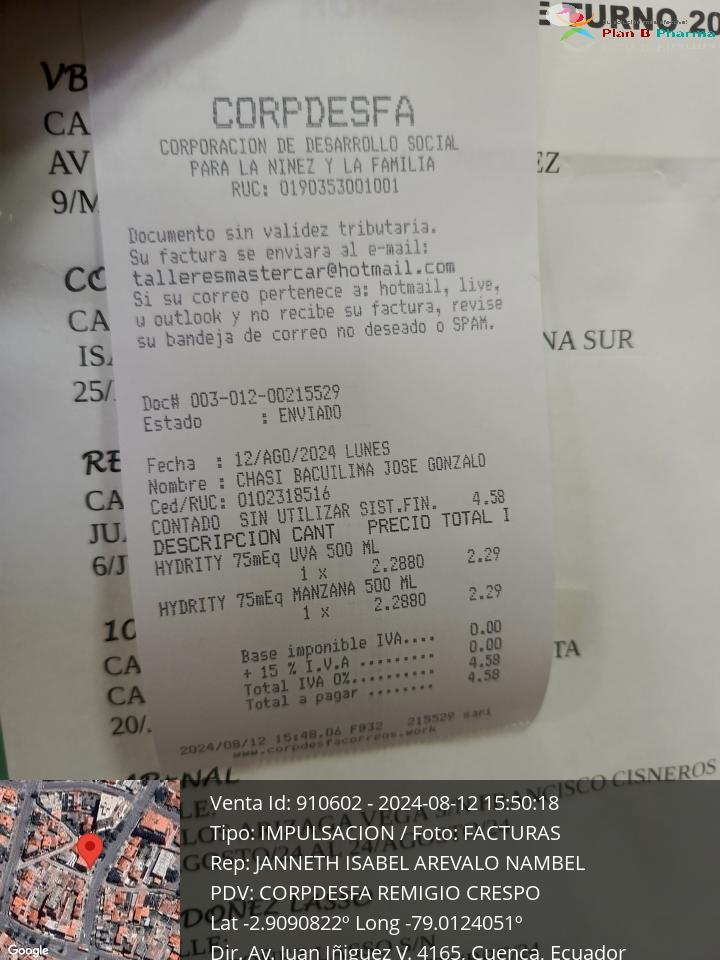 E TURNO 20
Plan B Pharma
VB
CA
AV
EZ
9/M
CO
CA
NA SUR
IS
25/
RE
CA
JU
6/J
10
CA
TA
CA
20/
CORPDESFA
CORPORACION DE DESARROLLO SOCIAL
PARA LA NINEZ Y LA FAMILIA
RUC: 0190353001001
Documento sin validez tributaria.
Su factura se enviara al e-mail:
talleresmastercar@hotmail.com
Si su correo pertenece a: hotmail, live,
u outlook y no recibe su factura, revise
su bandeja de correo no deseado o SPAM.
Doc# 003-012-00215529
Estado : ENVIADO
Fecha : 12/AGO/2024 LUNES
Nombre : CHASI BACUILIMA JOSE GONZALO
Ced/RUC: 0102318516
CONTADO SIN UTILIZAR SIST.FIN. 4.58
DESCRIPCION CANT PRECIO TOTAL I
HYDRITY 75mEq UVA 500 ML
1 x 2.2880 2.29
HYDRITY 75mEq MANZANA 500 ML
1 x 2.2880 2.29
Base imponible IVA.... 0.00
+ 15 % I.V.A ......... 0.00
Total IVA 0%.......... 4.58
Total a pagar ........ 4.58
2024/08/12 15:48.06 F932 215529 sari
www.corpdesfacorreos.work
Venta Id: 910602 - 2024-08-12 15:50:18
Tipo: IMPULSACION / Foto: FACTURAS
Rep: JANNETH ISABEL AREVALO NAMBEL
PDV: CORPDESFA REMIGIO CRESPO
Lat -2.9090822º Long -79.0124051º
Dir. Av. Juan Iñiguez V. 4165, Cuenca, Ecuador
Google